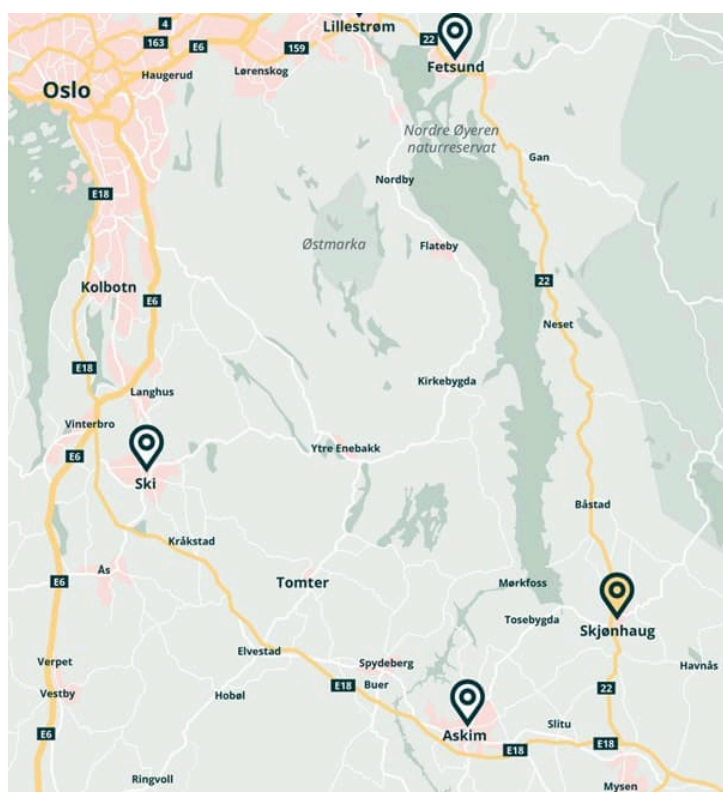 Lillestrøm
4
22
163
E6
159
Fetsund
Haugerud
Lørenskog
Oslo
Nordre Øyeren
naturreservat
Gan
Nordby
E18
Østmarka
Flateby
Kolbotn
22
E6
Neset
E18
Kirkebygda
Langhus
Vinterbro
Ytre Enebakk
E6
Ski
Båstad
Kråkstad
Ås
E6
Tomter
Mørkfoss
Tosebygda
Skjønhaug
Elvestad
Verpet
Spydeberg
Havnås
Buer
E18
22
Vestby
Hobøl
Slitu
E6
Askim
E18
E18
Ringvoll
Mysen